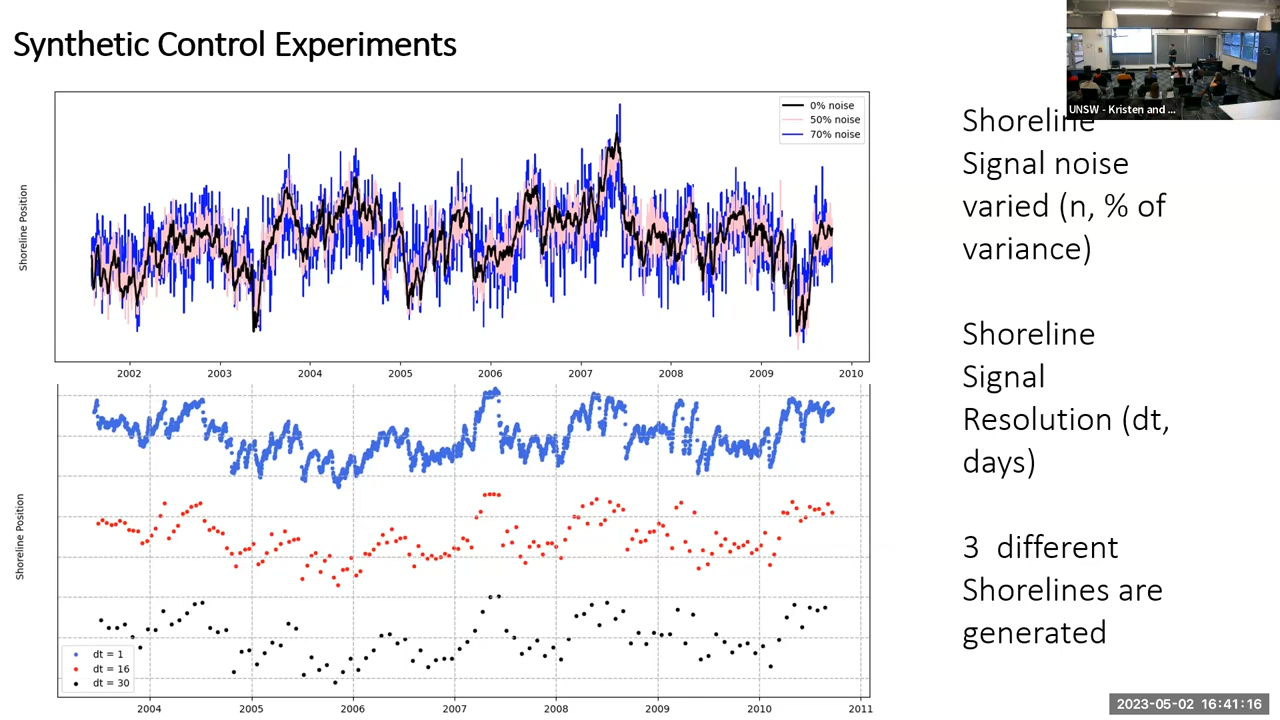 Synthetic Control Experiments
UNSW - Kristen and ...
Shoreline Position
0% noise
50% noise
70% noise
2002 2003 2004 2005 2006 2007 2008 2009 2010
Shoreline Position
dt = 1
dt = 16
dt = 30
2004 2005 2006 2007 2008 2009 2010 2011
Shoreline
Signal noise
varied (n, % of
variance)
Shoreline
Signal
Resolution (dt,
days)
3 different
Shorelines are
generated
2023-05-02 16:41:16